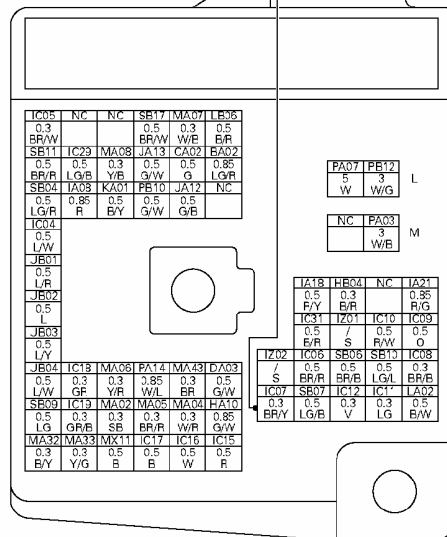 IC05 NC NC SB17 MA07 LB06
0.3 0.5 0.3 0.5
BR/W BR/W W/B B/R
SB11 IC29 MA08 JA13 CA02 BA02
0.5 0.5 0.3 0.5 0.5 0.85
BR/R LG/B Y/B G/W G LG/R
SB04 IA08 KA01 PB10 JA12 NC
0.5 0.85 0.5 0.5 0.5
LG/R R B/Y G/W G/B
IC04
0.5
L/W
JB01
0.5
L/R
JB02
0.5
L
JB03
0.5
L/Y
JB04 IC18 MA06 PA14 MA43 DA03
0.5 0.3 0.3 0.85 0.3 0.5
L/W GR Y/R W/L BR G/W
SB09 IC19 MA02 MA05 MA04 HA10
0.5 0.3 0.3 0.3 0.3 0.85
LG GR/B SB BR/R W/R G/W
MA32 MA33 MX11 IC17 IC16 IC15
0.3 0.3 0.5 0.5 0.5 0.5
B/Y Y/G B B W R
PA07 PB12
5 3
W W/G
L
NC PA03
3
W/B
M
IA18 HB04 NC IA21
0.5 0.3 0.85
P/Y B/R R/G
IC31 IZ01 IC10 IC09
0.5 / 0.5 0.5
B/R S R/W O
IZ02 IC06 SB06 SB10 IC08
/ 0.5 0.5 0.5 0.3
S BR/R BR/B LG/L BR/B
IC07 SB07 IC12 IC11 LA02
0.3 0.5 0.3 0.3 0.5
BR/Y LG/B V LG B/W